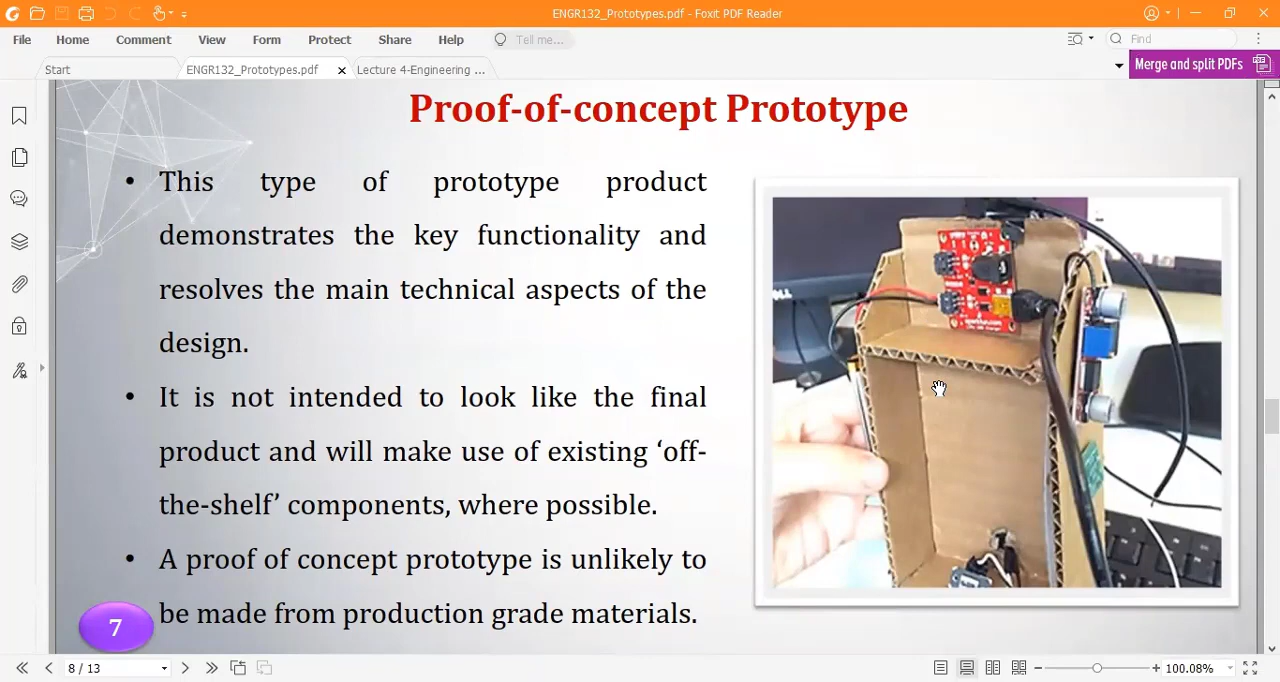 ENGR132_Prototypes.pdf - Foxit PDF Reader
File Home Comment View Form Protect Share Help Tell me... Find
Start ENGR132_Prototypes.pdf Lecture 4-Engineering ... Merge and split PDFs
Proof-of-concept Prototype
• This type of prototype product
demonstrates the key functionality and
resolves the main technical aspects of the
design.
• It is not intended to look like the final
product and will make use of existing ‘off-
the-shelf’ components, where possible.
• A proof of concept prototype is unlikely to
be made from production grade materials.
7
8 / 13 100.08%